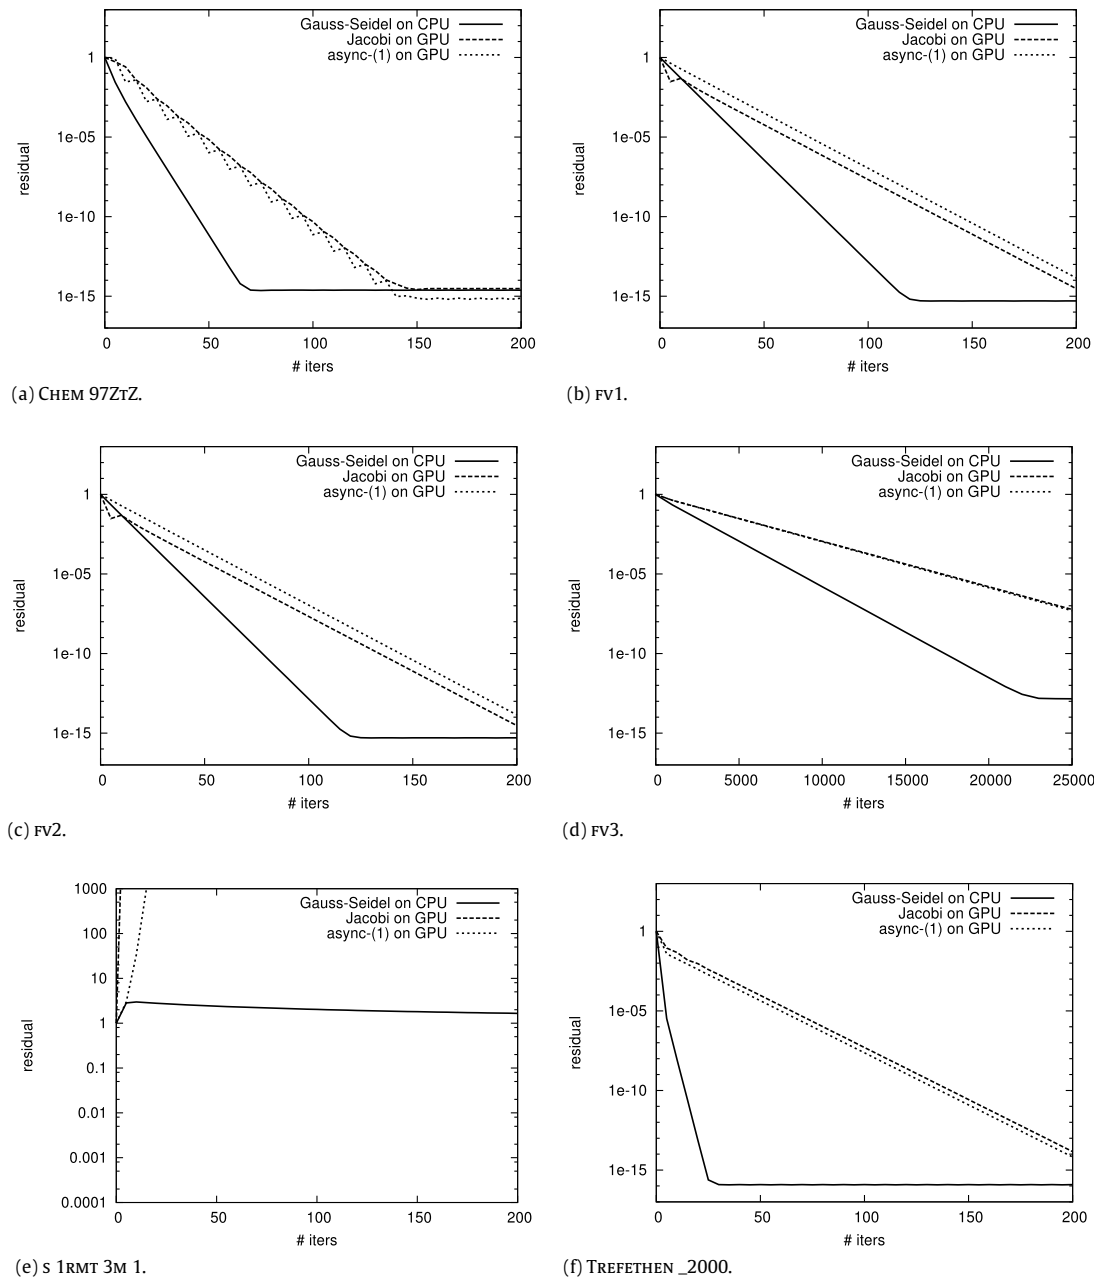 Gauss-Seidel on CPU
Jacobi on GPU
async-(1) on GPU
1
1e-05
1e-10
1e-15
residual
0 50 100 150 200
# iters
(a) CHEM 97ZTZ.
Gauss-Seidel on CPU
Jacobi on GPU
async-(1) on GPU
1
1e-05
1e-10
1e-15
residual
0 50 100 150 200
# iters
(b) FV1.
Gauss-Seidel on CPU
Jacobi on GPU
async-(1) on GPU
1
1e-05
1e-10
1e-15
residual
0 50 100 150 200
# iters
(c) FV2.
Gauss-Seidel on CPU
Jacobi on GPU
async-(1) on GPU
1
1e-05
1e-10
1e-15
residual
0 5000 10000 15000 20000 25000
# iters
(d) FV3.
Gauss-Seidel on CPU
Jacobi on GPU
async-(1) on GPU
1000
100
10
1
0.1
0.01
0.001
0.0001
residual
0 50 100 150 200
# iters
(e) S 1RMT 3M 1.
Gauss-Seidel on CPU
Jacobi on GPU
async-(1) on GPU
1
1e-05
1e-10
1e-15
residual
0 50 100 150 200
# iters
(f) TREFETHEN _2000.